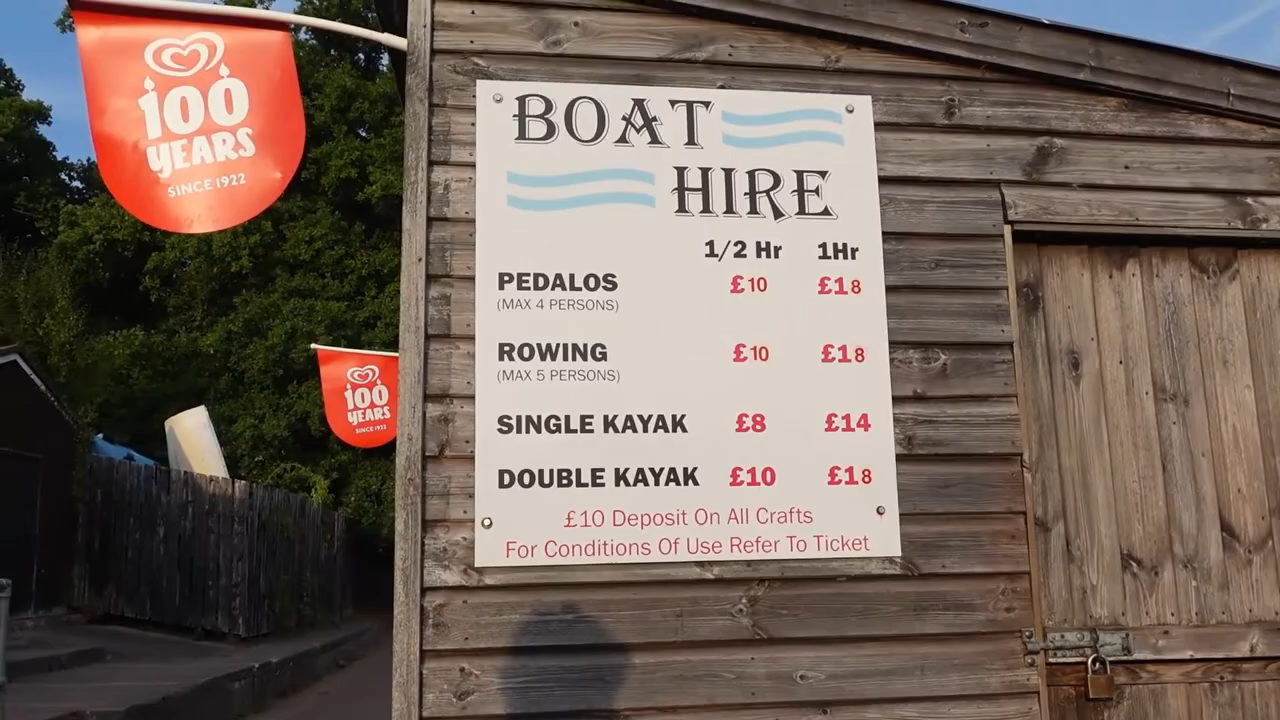 100
YEARS
SINCE 1922
100
YEARS
SINCE 1922
BOAT
HIRE
1/2 Hr 1Hr
PEDALOS £10 £18
(MAX 4 PERSONS)
ROWING £10 £18
(MAX 5 PERSONS)
SINGLE KAYAK £8 £14
DOUBLE KAYAK £10 £18
£10 Deposit On All Crafts
For Conditions Of Use Refer To Ticket